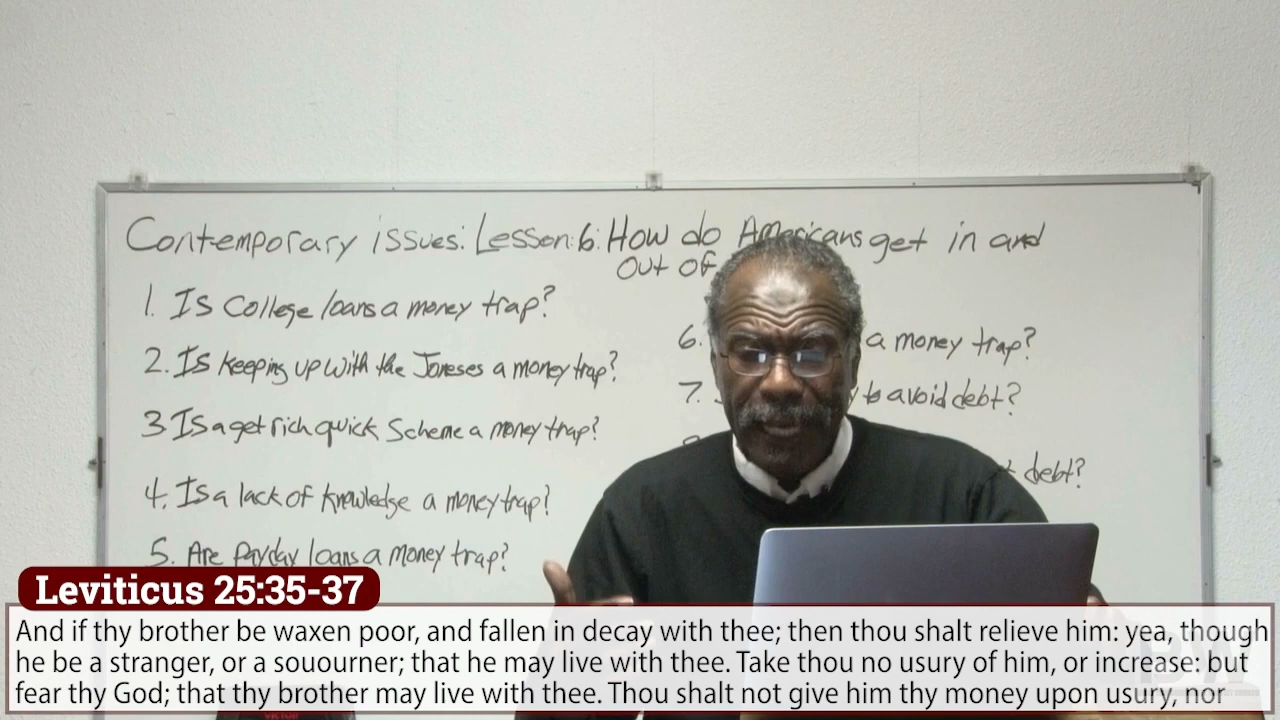 Contemporary issues: Lesson: 6: How do Americans get in and
out of
1. Is College loans a money trap?
2. Is Keeping up with the Joneses a money trap?
3 Is a get rich quick Scheme a money trap?
4. Is a lack of Knowledge a money trap?
5. Are Payday loans a money trap?
6. a money trap?
7. to avoid debt?
debt?
Leviticus 25:35-37
And if thy brother be waxen poor, and fallen in decay with thee; then thou shalt relieve him: yea, though
he be a stranger, or a souourner; that he may live with thee. Take thou no usury of him, or increase: but
fear thy God; that thy brother may live with thee. Thou shalt not give him thy money upon usury, nor